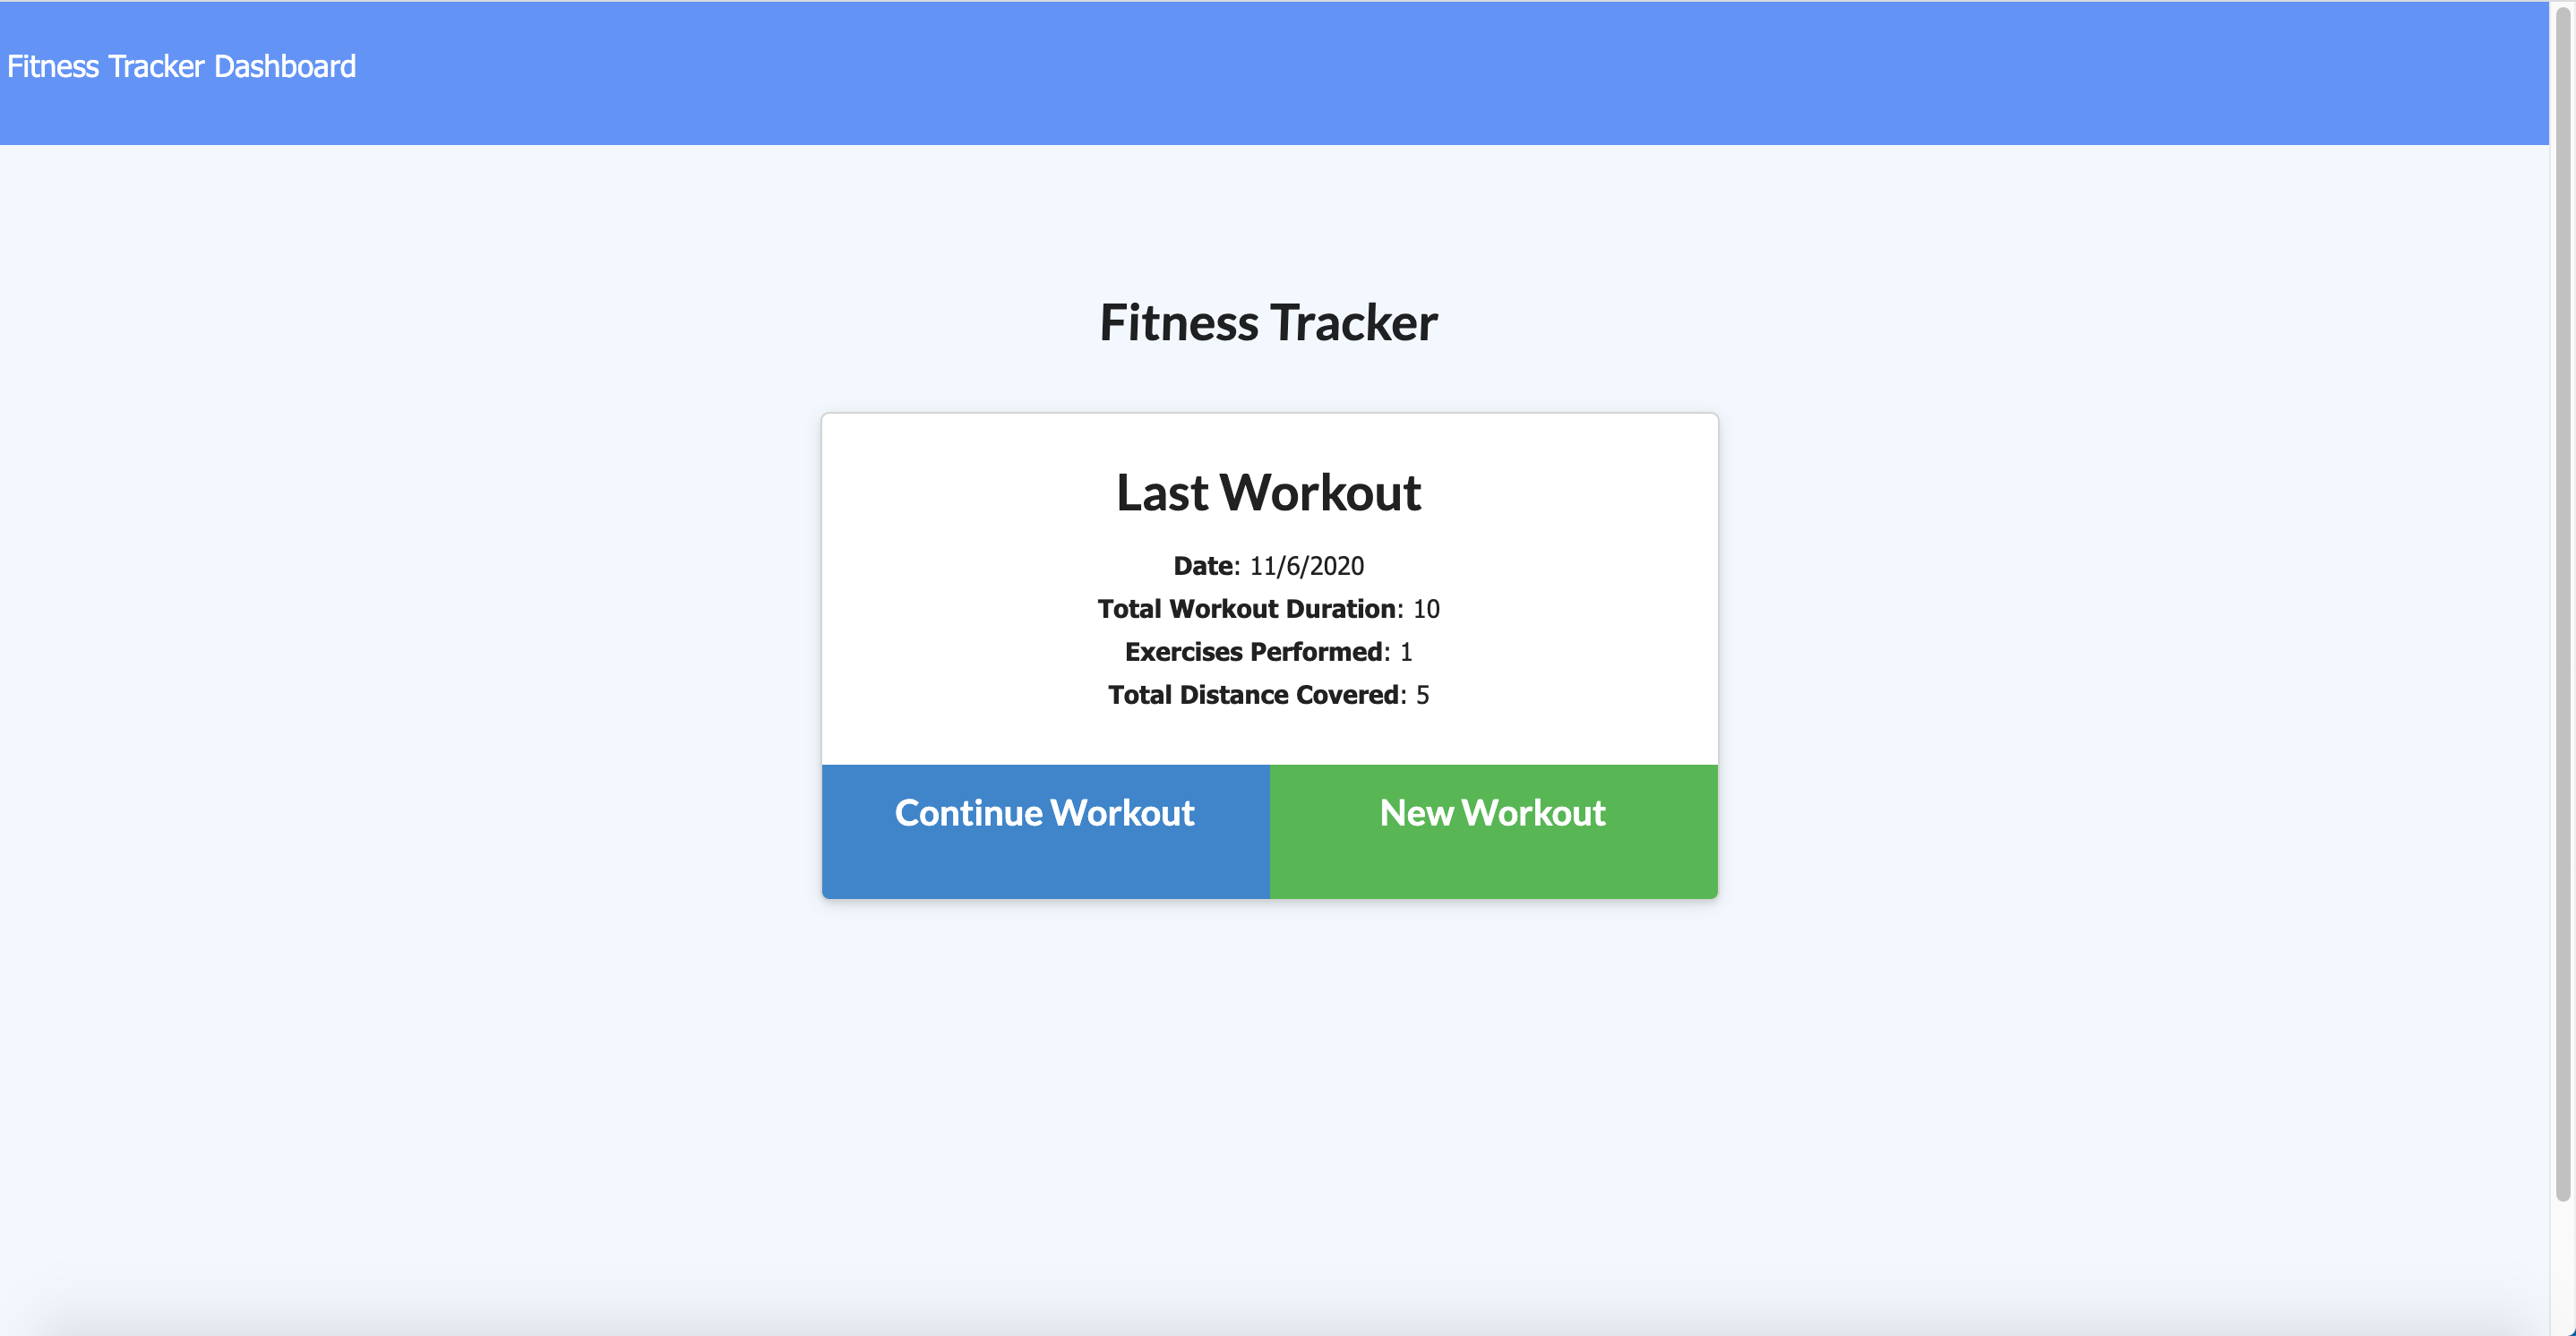 Fitness Tracker Dashboard
Fitness Tracker
Last Workout
Date: 11/6/2020
Total Workout Duration: 10
Exercises Performed: 1
Total Distance Covered: 5
Continue Workout
New Workout